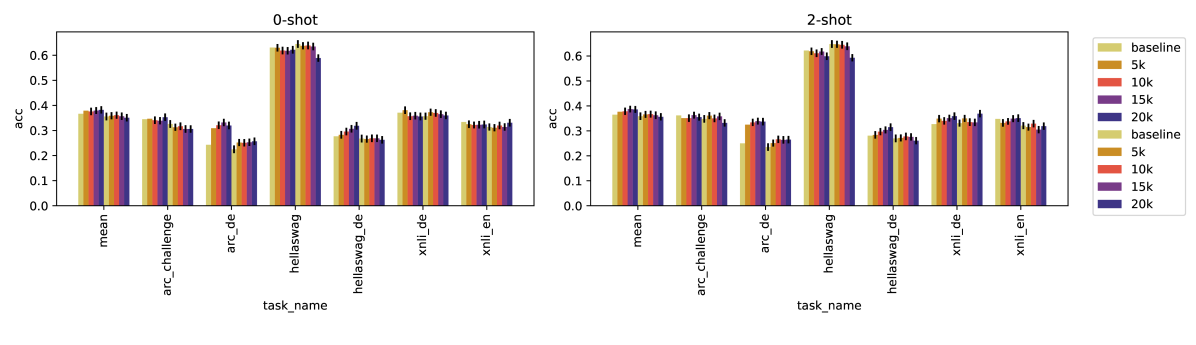 0-shot
acc
0.6
0.5
0.4
0.3
0.2
0.1
0.0
mean
arc_challenge
arc_de
hellaswag
hellaswag_de
xnli_de
xnli_en
task_name
2-shot
acc
0.6
0.5
0.4
0.3
0.2
0.1
0.0
mean
arc_challenge
arc_de
hellaswag
hellaswag_de
xnli_de
xnli_en
task_name
baseline
5k
10k
15k
20k
baseline
5k
10k
15k
20k